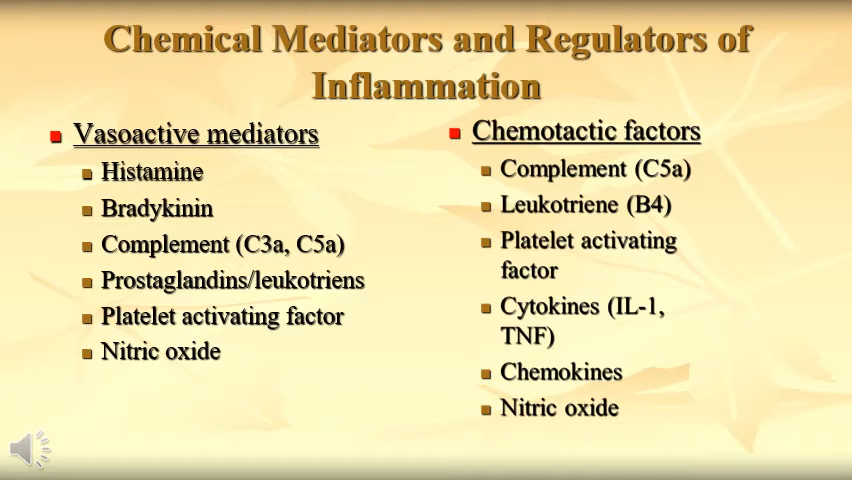 Chemical Mediators and Regulators of
Inflammation
Vasoactive mediators
Histamine
Bradykinin
Complement (C3a, C5a)
Prostaglandins/leukotriens
Platelet activating factor
Nitric oxide
Chemotactic factors
Complement (C5a)
Leukotriene (B4)
Platelet activating
factor
Cytokines (IL-1,
TNF)
Chemokines
Nitric oxide